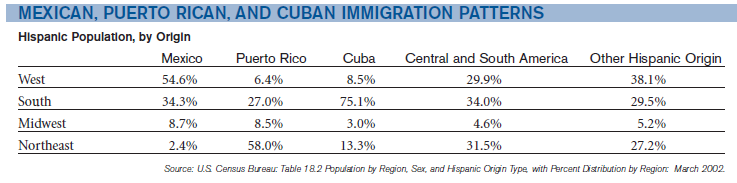 MEXICAN, PUERTO RICAN, AND CUBAN IMMIGRATION PATTERNS
Hispanic Population, by Origin
Mexico Puerto Rico Cuba Central and South America Other Hispanic Origin
West 54.6% 6.4% 8.5% 29.9% 38.1%
South 34.3% 27.0% 75.1% 34.0% 29.5%
Midwest 8.7% 8.5% 3.0% 4.6% 5.2%
Northeast 2.4% 58.0% 13.3% 31.5% 27.2%
Source: U.S. Census Bureau: Table 18.2 Population by Region, Sex, and Hispanic Origin Type, with Percent Distribution by Region: March 2002.